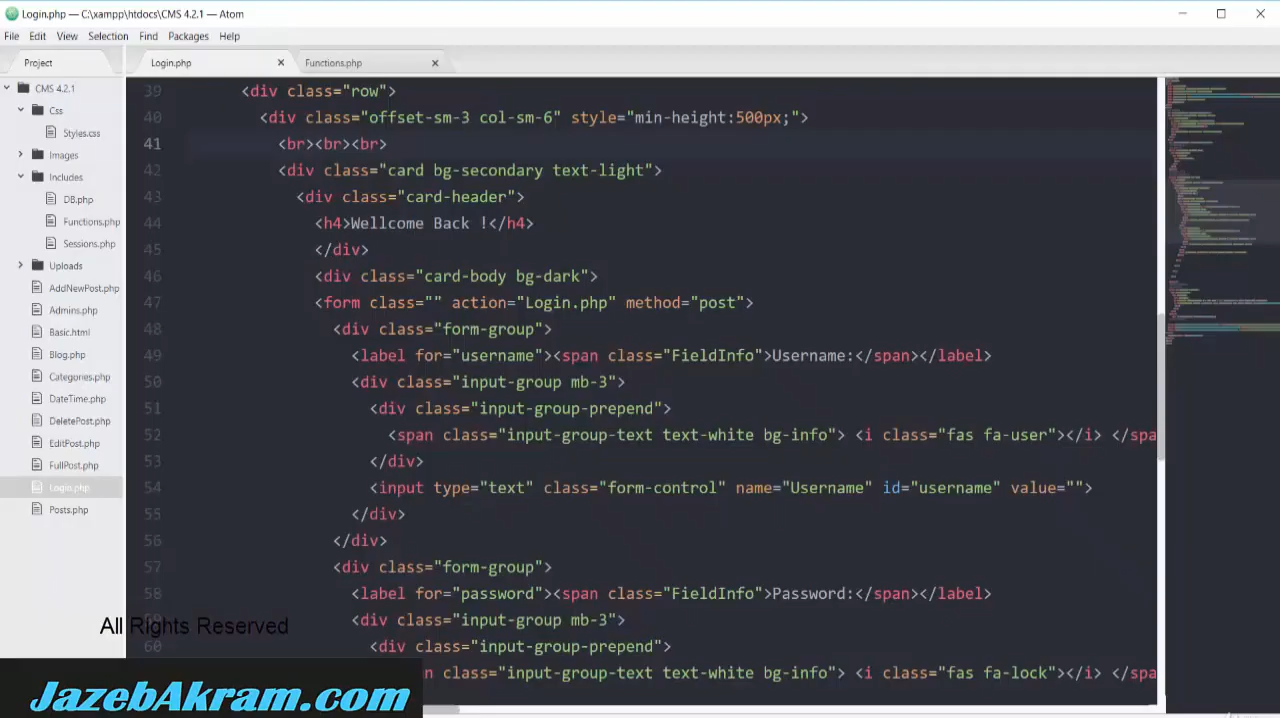 Login.php — C:\xampp\htdocs\CMS 4.2.1 — Atom
File Edit View Selection Find Packages Help
Project
Login.php
Functions.php
CMS 4.2.1
Css
Styles.css
Images
Includes
DB.php
Functions.php
Sessions.php
Uploads
AddNewPost.php
Admins.php
Basic.html
Blog.php
Categories.php
DateTime.php
DeletePost.php
EditPost.php
FullPost.php
Login.php
Posts.php
39 <div class="row">
40 <div class="offset-sm-3 col-sm-6" style="min-height:500px;">
41 <br><br><br>
42 <div class="card bg-secondary text-light">
43 <div class="card-header">
44 <h4>Wellcome Back !</h4>
45 </div>
46 <div class="card-body bg-dark">
47 <form class="" action="Login.php" method="post">
48 <div class="form-group">
49 <label for="username"><span class="FieldInfo">Username:</span></label>
50 <div class="input-group mb-3">
51 <div class="input-group-prepend">
52 <span class="input-group-text text-white bg-info"> <i class="fas fa-user"></i> </spa
53 </div>
54 <input type="text" class="form-control" name="Username" id="username" value="">
55 </div>
56 </div>
57 <div class="form-group">
58 <label for="password"><span class="FieldInfo">Password:</span></label>
<div class="input-group mb-3">
60 <div class="input-group-prepend">
class="input-group-text text-white bg-info"> <i class="fas fa-lock"></i> </spa
All Rights Reserved
JazebAkram.com